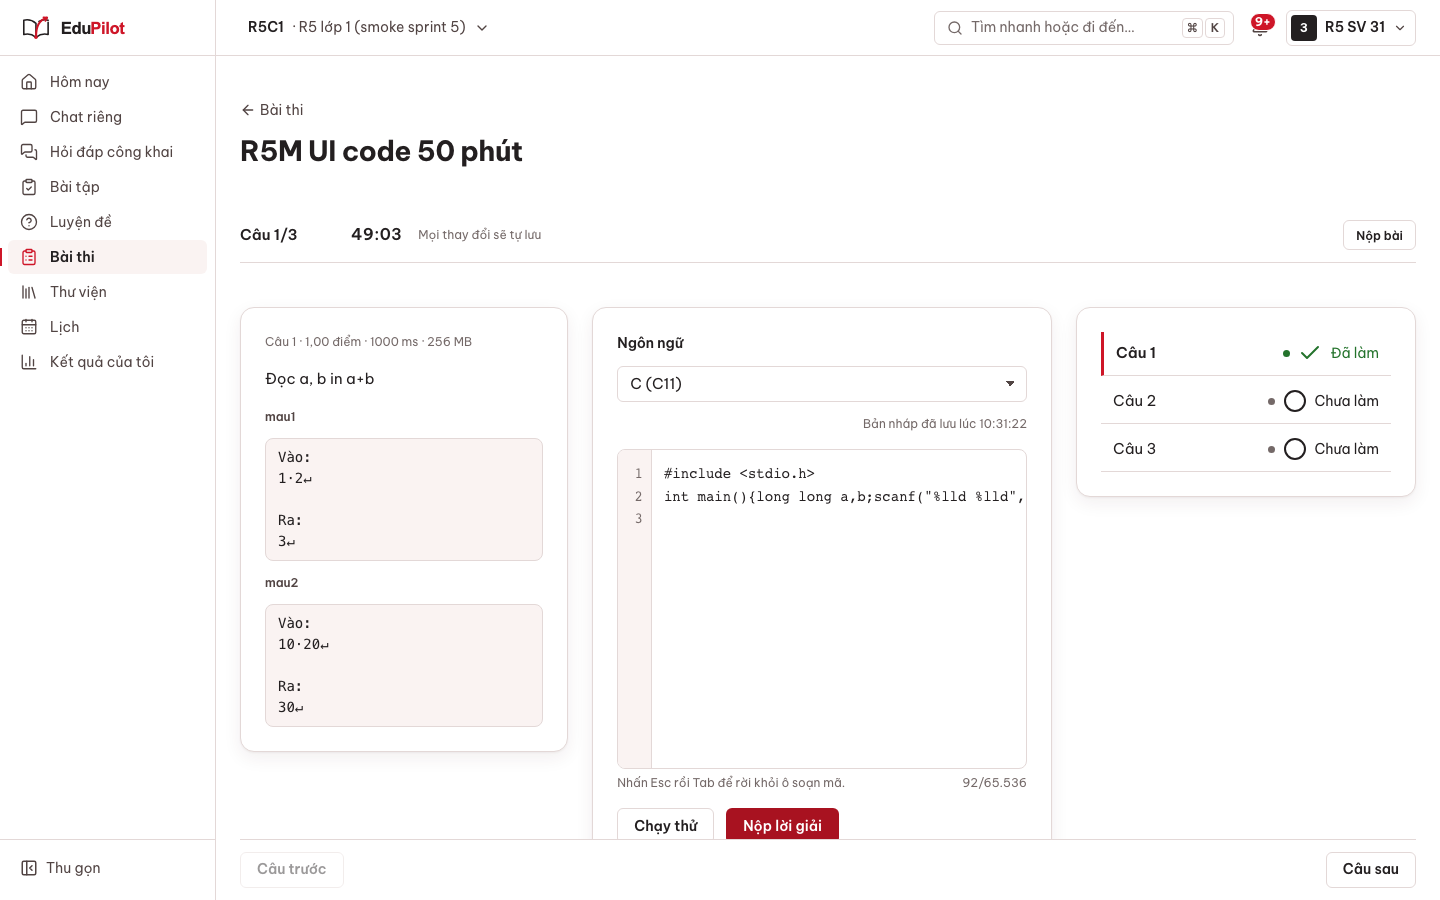 EduPilot
R5C1 · R5 lớp 1 (smoke sprint 5)
Tìm nhanh hoặc đi đến...
⌘ K
9+
3 R5 SV 31
Hôm nay
Chat riêng
Hỏi đáp công khai
Bài tập
Luyện đề
Bài thi
Thư viện
Lịch
Kết quả của tôi
Thu gọn
← Bài thi
R5M UI code 50 phút
Câu 1/3 49:03 Mọi thay đổi sẽ tự lưu Nộp bài
Câu 1 · 1,00 điểm · 1000 ms · 256 MB
Đọc a, b in a+b
mau1
Vào:
1·2↵
Ra:
3↵
mau2
Vào:
10·20↵
Ra:
30↵
Ngôn ngữ
C (C11)
Bản nháp đã lưu lúc 10:31:22
1 #include <stdio.h>
2 int main(){long long a,b;scanf("%lld %lld",
3
Nhấn Esc rồi Tab để rời khỏi ô soạn mã. 92/65.536
Chạy thử Nộp lời giải
Câu 1 Đã làm
Câu 2 Chưa làm
Câu 3 Chưa làm
Câu trước Câu sau